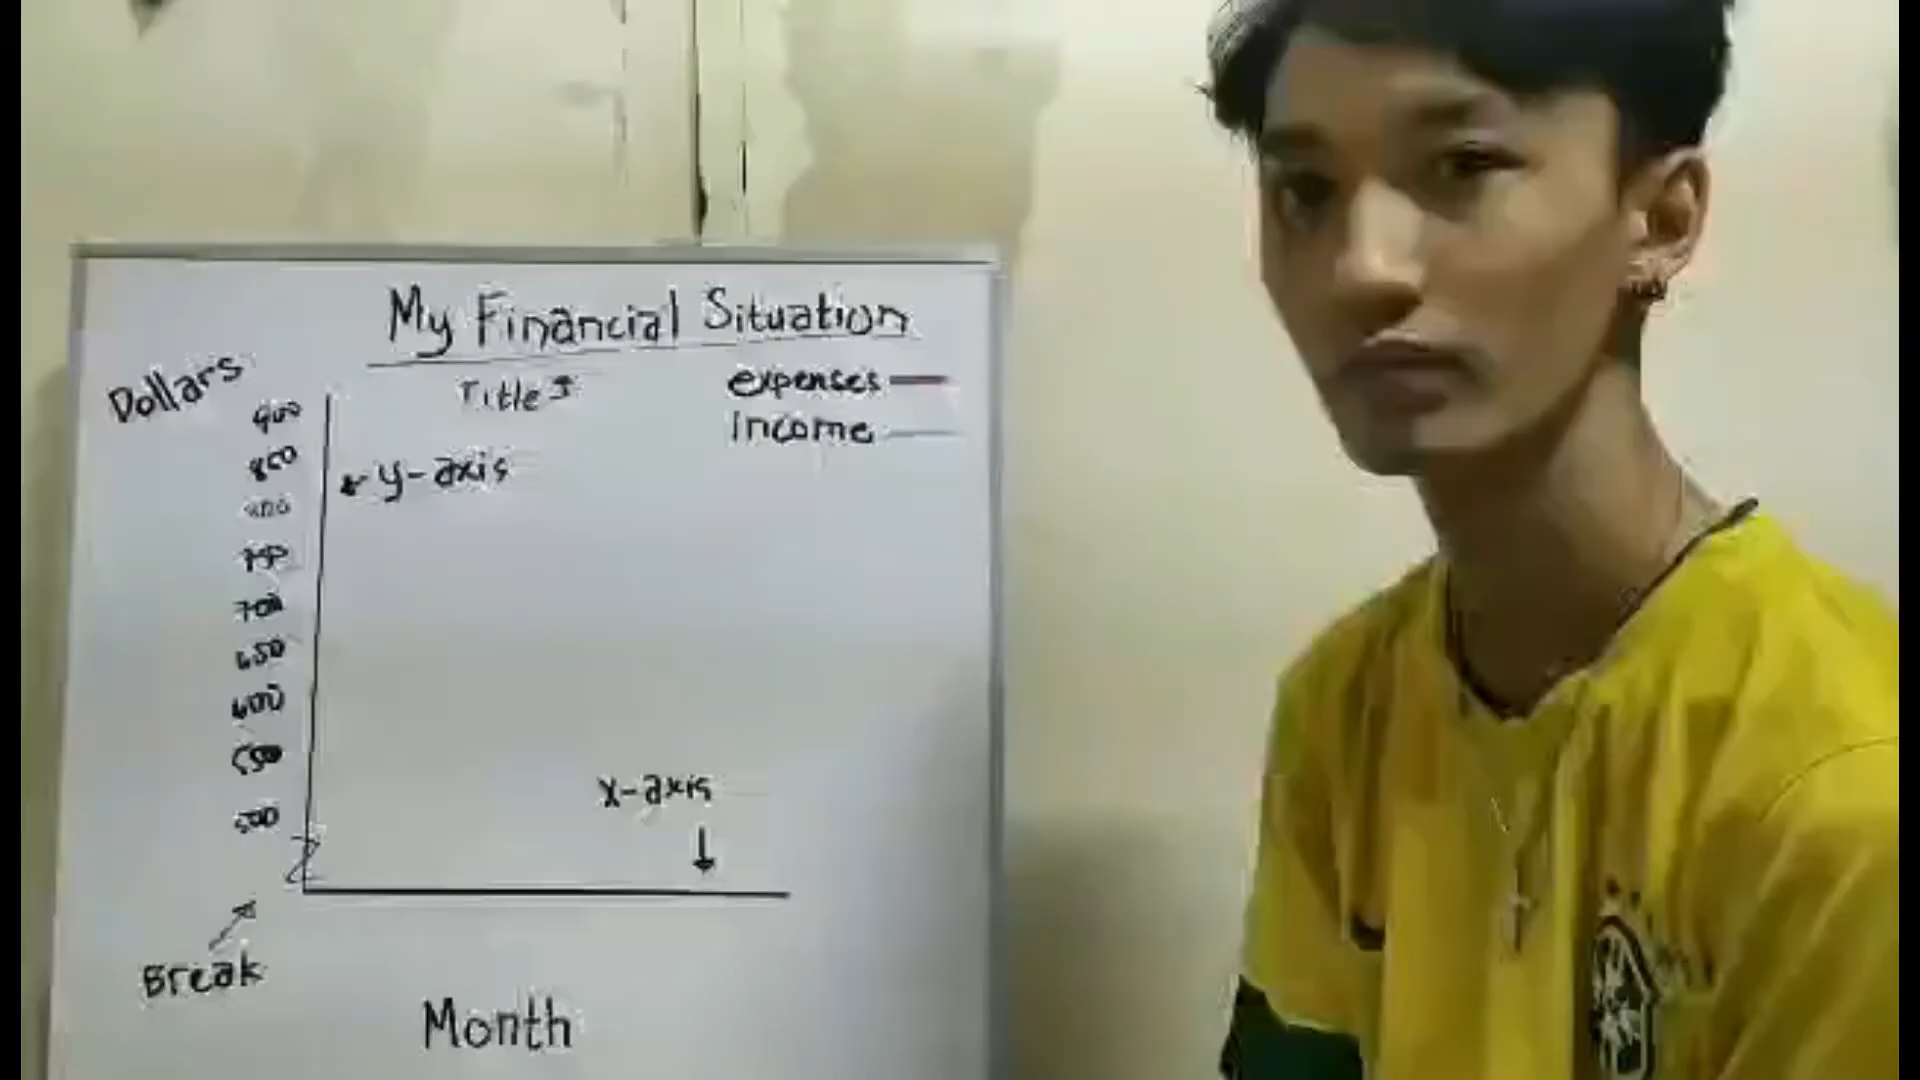 My Financial Situation
Title
Dollars
expenses
income
900
800
y-axis
750
700
650
600
550
500
x-axis
Break
Month